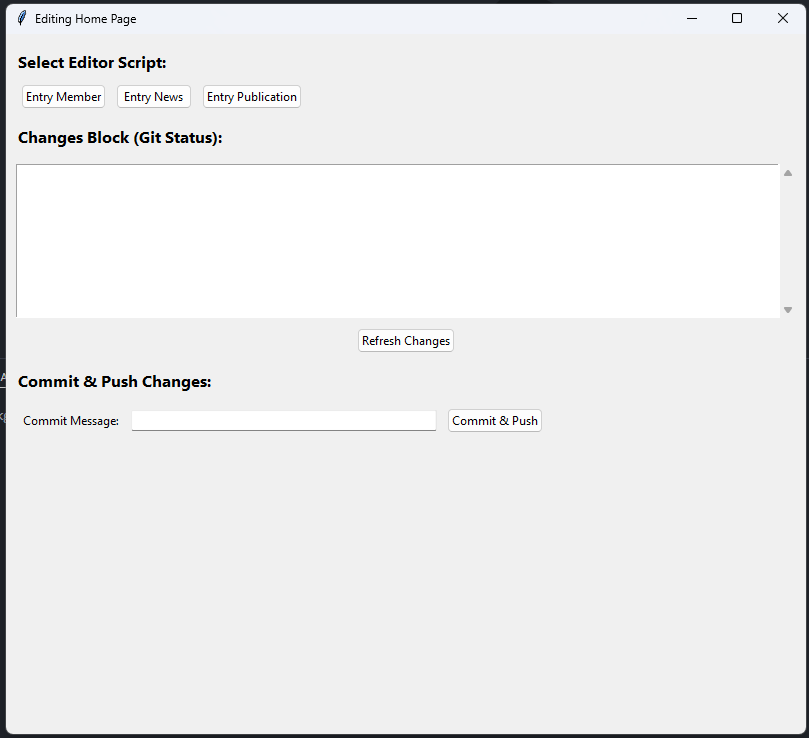 Editing Home Page
Select Editor Script:
Entry Member Entry News Entry Publication
Changes Block (Git Status):
Refresh Changes
Commit & Push Changes:
Commit Message: Commit & Push